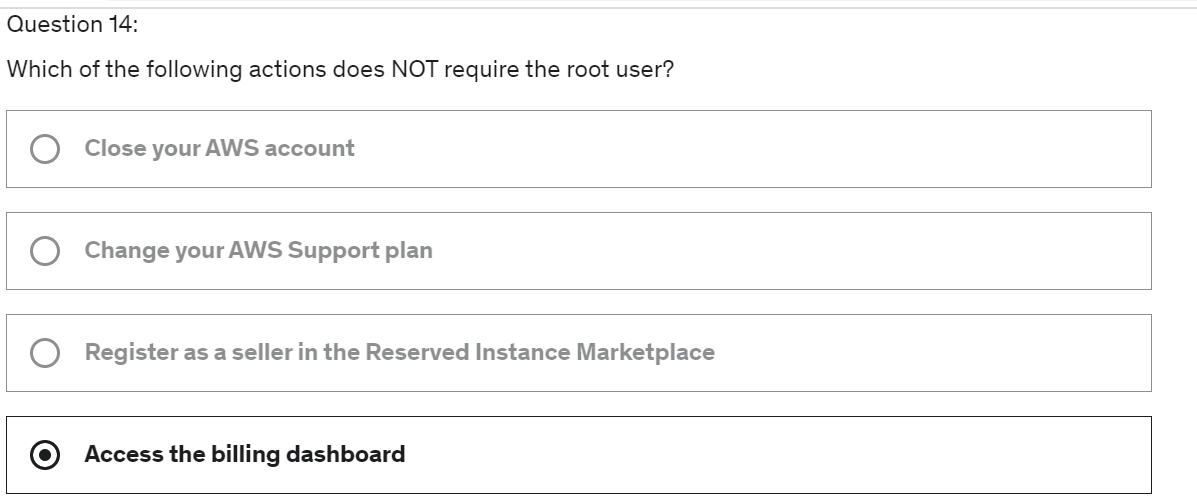 Question 14:
Which of the following actions does NOT require the root user?
Close your AWS account
Change your AWS Support plan
Register as a seller in the Reserved Instance Marketplace
Access the billing dashboard